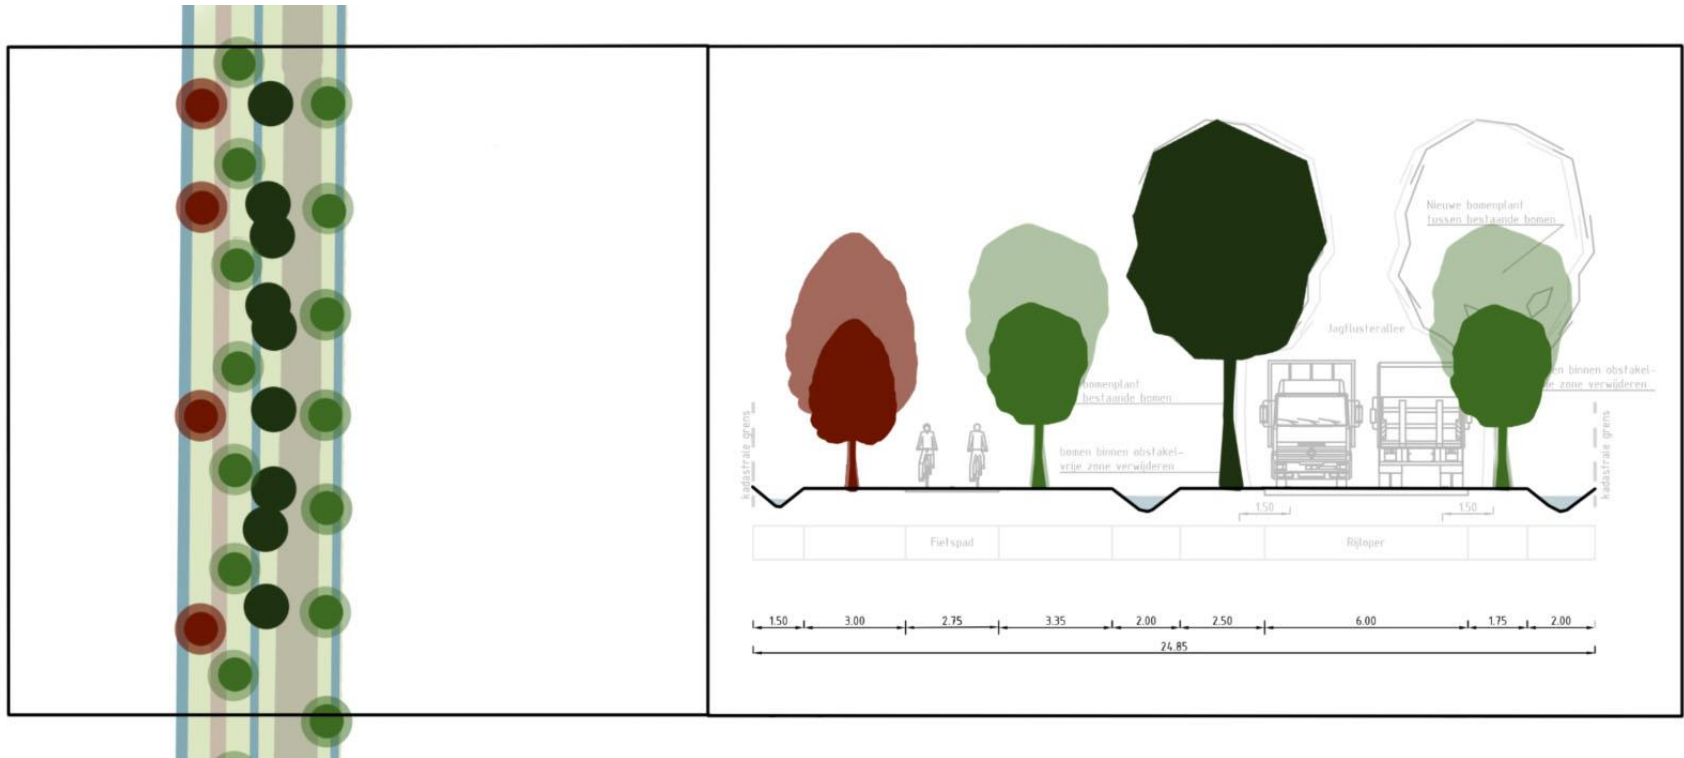 Nieuwe bomenplant
tussen bestaande bomen
Jagtlusterallee
bomenplant
bestaande bomen
en binnen obstakel-
zone verwijderen
bomen binnen obstakel-
vrije zone verwijderen
kadastrale grens
kadastrale grens
1.50
1.50
Fietspad
Rijloper
1.50 3.00 2.75 3.35 2.00 2.50 6.00 1.75 2.00
24.85